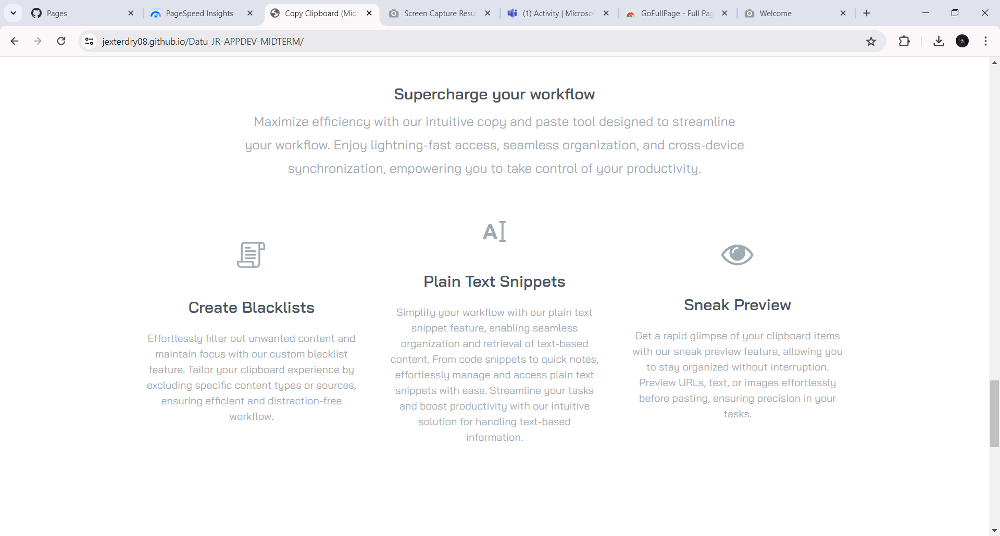 Pages
PageSpeed Insights
Copy Clipboard (Mid
Screen Capture Resu
(1) Activity | Microso
GoFullPage - Full Pag
Welcome
jexterdry08.github.io/Datu_JR-APPDEV-MIDTERM/
Supercharge your workflow
Maximize efficiency with our intuitive copy and paste tool designed to streamline
your workflow. Enjoy lightning-fast access, seamless organization, and cross-device
synchronization, empowering you to take control of your productivity.
Create Blacklists
Effortlessly filter out unwanted content and
maintain focus with our custom blacklist
feature. Tailor your clipboard experience by
excluding specific content types or sources,
ensuring efficient and distraction-free
workflow.
A
Plain Text Snippets
Simplify your workflow with our plain text
snippet feature, enabling seamless
organization and retrieval of text-based
content. From code snippets to quick notes,
effortlessly manage and access plain text
snippets with ease. Streamline your tasks
and boost productivity with our intuitive
solution for handling text-based
information.
Sneak Preview
Get a rapid glimpse of your clipboard items
with our sneak preview feature, allowing you
to stay organized without interruption.
Preview URLs, text, or images effortlessly
before pasting, ensuring precision in your
tasks.